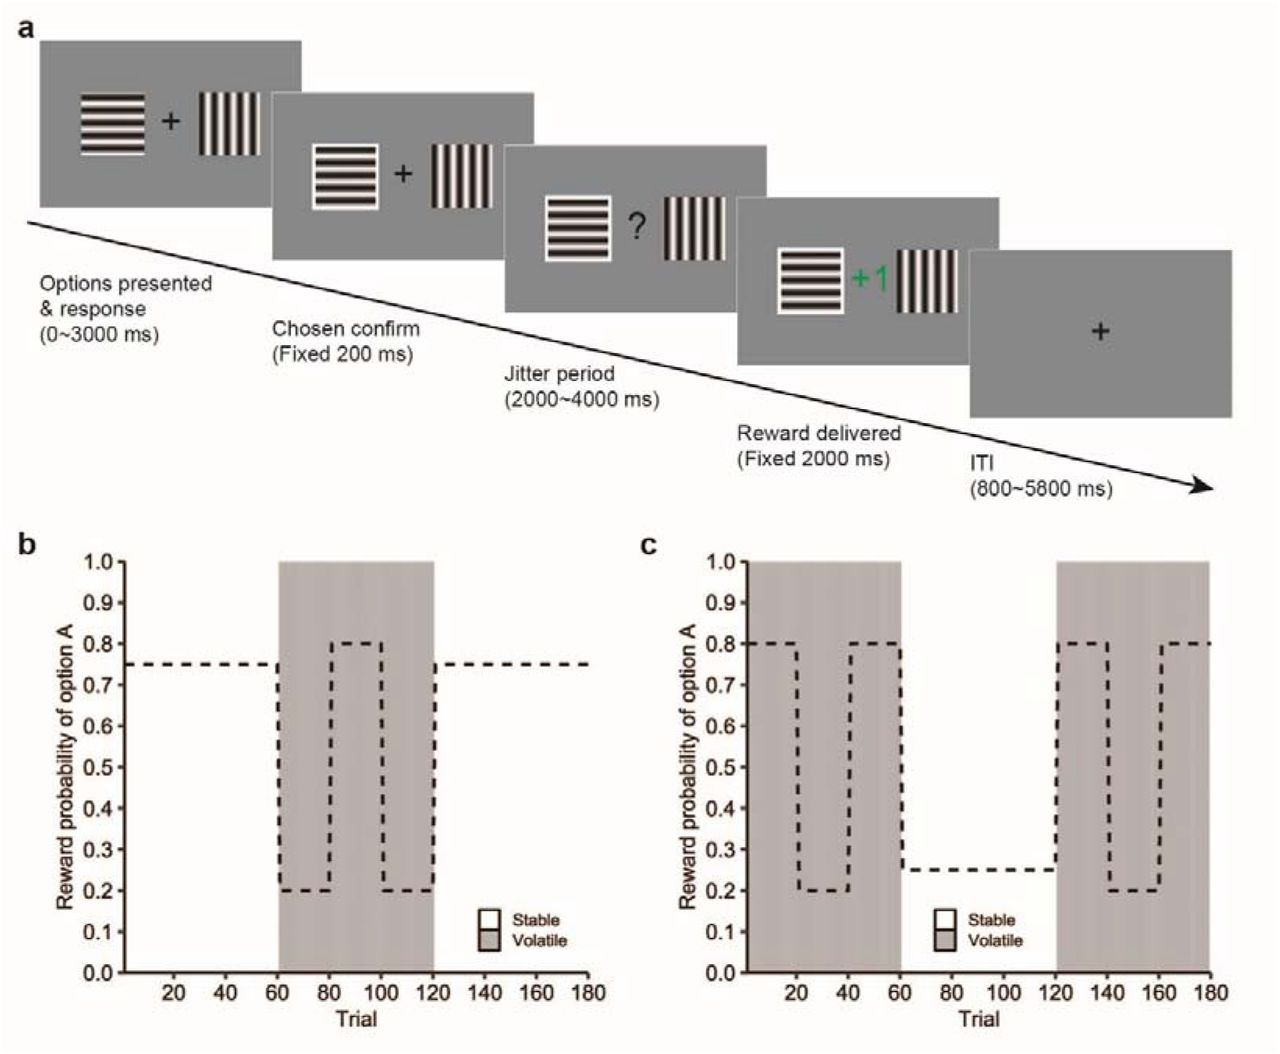 a
+
+
?
+1
+
Options presented
& response
(0~3000 ms)
Chosen confirm
(Fixed 200 ms)
Jitter period
(2000~4000 ms)
Reward delivered
(Fixed 2000 ms)
ITI
(800~5800 ms)
b
Reward probability of option A
1.0
0.9
0.8
0.7
0.6
0.5
0.4
0.3
0.2
0.1
0.0
Stable
Volatile
20 40 60 80 100 120 140 160 180
Trial
c
Reward probability of option A
1.0
0.9
0.8
0.7
0.6
0.5
0.4
0.3
0.2
0.1
0.0
Stable
Volatile
20 40 60 80 100 120 140 160 180
Trial